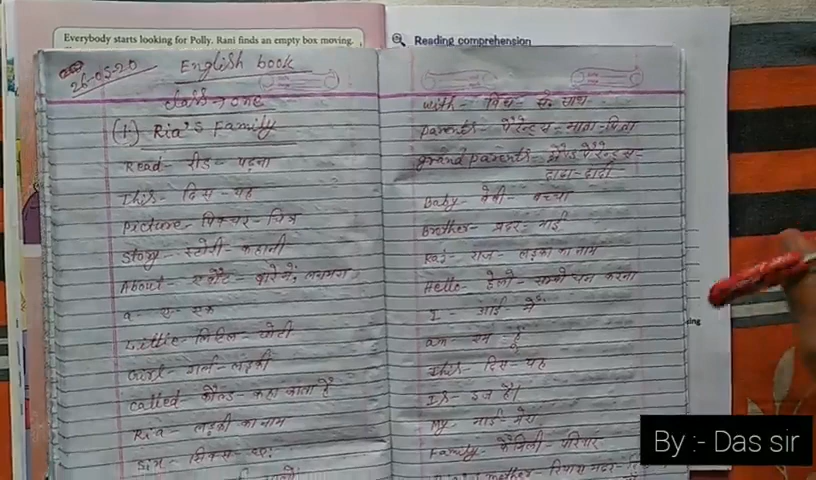 Everybody starts looking for Polly. Rani finds an empty box moving.
Reading comprehension
26-05-20
English book
class → one
(1) Ria's Family
Read - रीड - पढ़ना
This - दिस - यह
Picture - पिक्चर - चित्र
Story - स्टोरी - कहानी
About - एबौट - बारे में, लगभग
a - ए - एक
Little - लिटिल - छोटी
Girl - गर्ल - लड़की
Called - कौल्ड - कहा जाता है
Ria - लड़की का नाम
Six - सिक्स - छः
with - विथ - से, साथ
Parents - पेरेन्ट्स - माता-पिता
grand parents - ग्रैण्ड पेरेन्ट्स -
दादा-दादी
Baby - बेबी - बच्चा
Brother - ब्रदर - भाई
Raj - राज - लड़का का नाम
Hello - हेलो - सम्बोधन करना
I - आई - मैं
am - एम - हूँ
This - दिस - यह
Is - इज है।
My - माई - मेरा
Family - फैमिली - परिवार
By :- Das sir